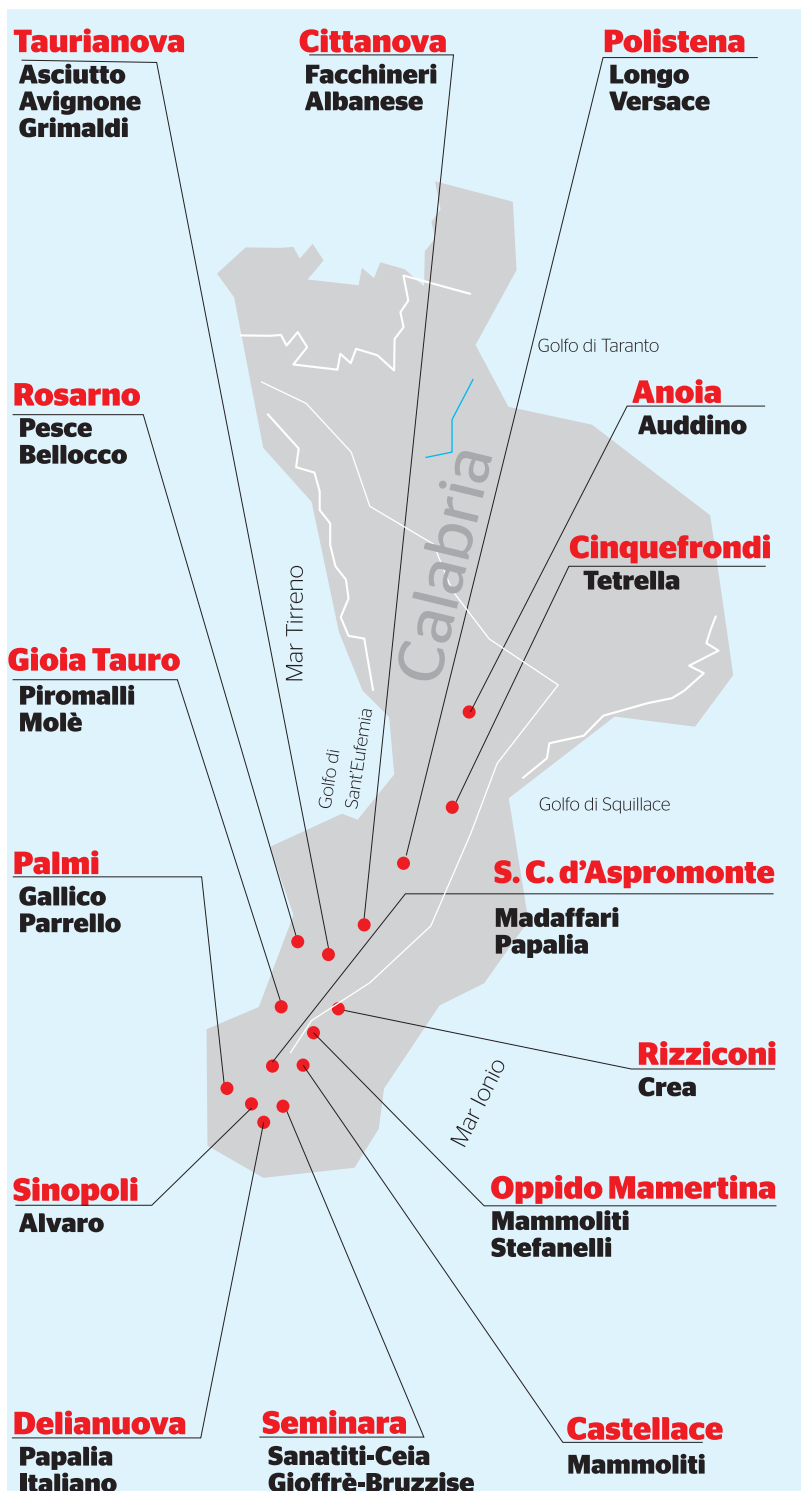 Taurianova
Asciutto
Avignone
Grimaldi
Cittanova
Facchineri
Albanese
Polistena
Longo
Versace
Golfo di Taranto
Rosarno
Pesce
Bellocco
Anoia
Auddino
Calabria
Cinquefrondi
Tetrella
Mar Tirreno
Gioia Tauro
Piromalli
Molè
Golfo di
Sant'Eufemia
Golfo di Squillace
Palmi
Gallico
Parrello
S. C. d'Aspromonte
Madaffari
Papalia
Rizziconi
Crea
Mar Ionio
Sinopoli
Alvaro
Oppido Mamertina
Mammoliti
Stefanelli
Delianuova
Papalia
Italiano
Seminara
Sanatiti-Ceia
Gioffrè-Bruzzise
Castellace
Mammoliti